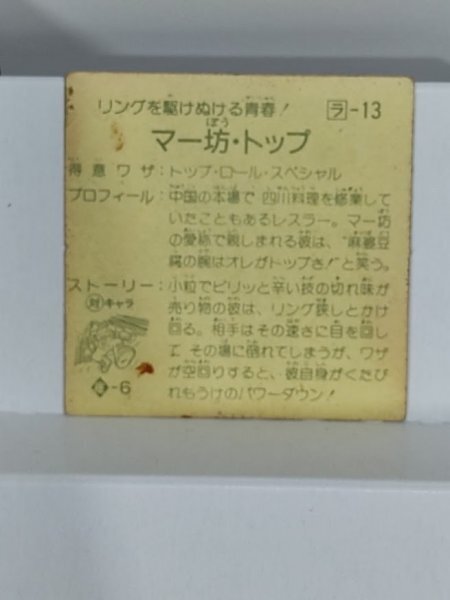 リングを駆けぬける青春! ラ-13
マー坊・トップ
得意ワザ:トップ・ロール・スペシャル
プロフィール:中国の本場で四川料理を修業して
いたこともあるレスラー。マー坊
の愛称で親しまれる彼は、"麻婆豆
腐の腕はオレがトップさ!"と笑う。
ストーリー:小粒でピリッと辛い技の切れ味が
売り物の彼は、リング狭しとかけ
回る。相手はその速さに目を回し
て その場に倒れてしまうが、ワザ
が空回りすると、彼自身がくたび
れもうけのパワーダウン!
対キャラ
-6